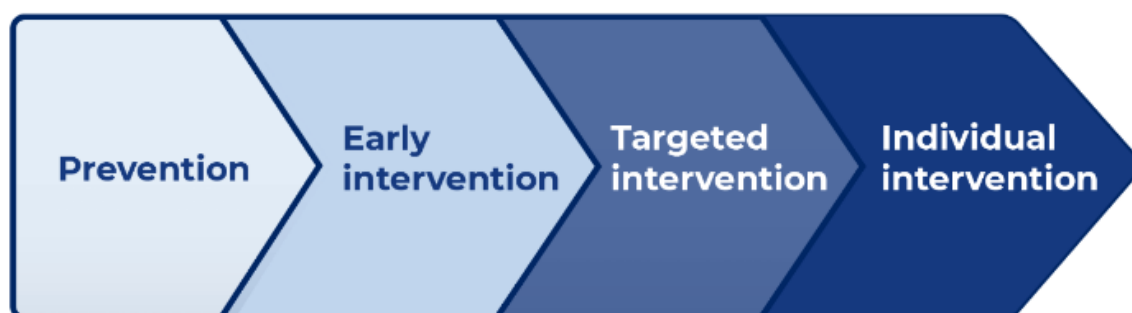 Prevention
Early
intervention
Targeted
intervention
Individual
intervention